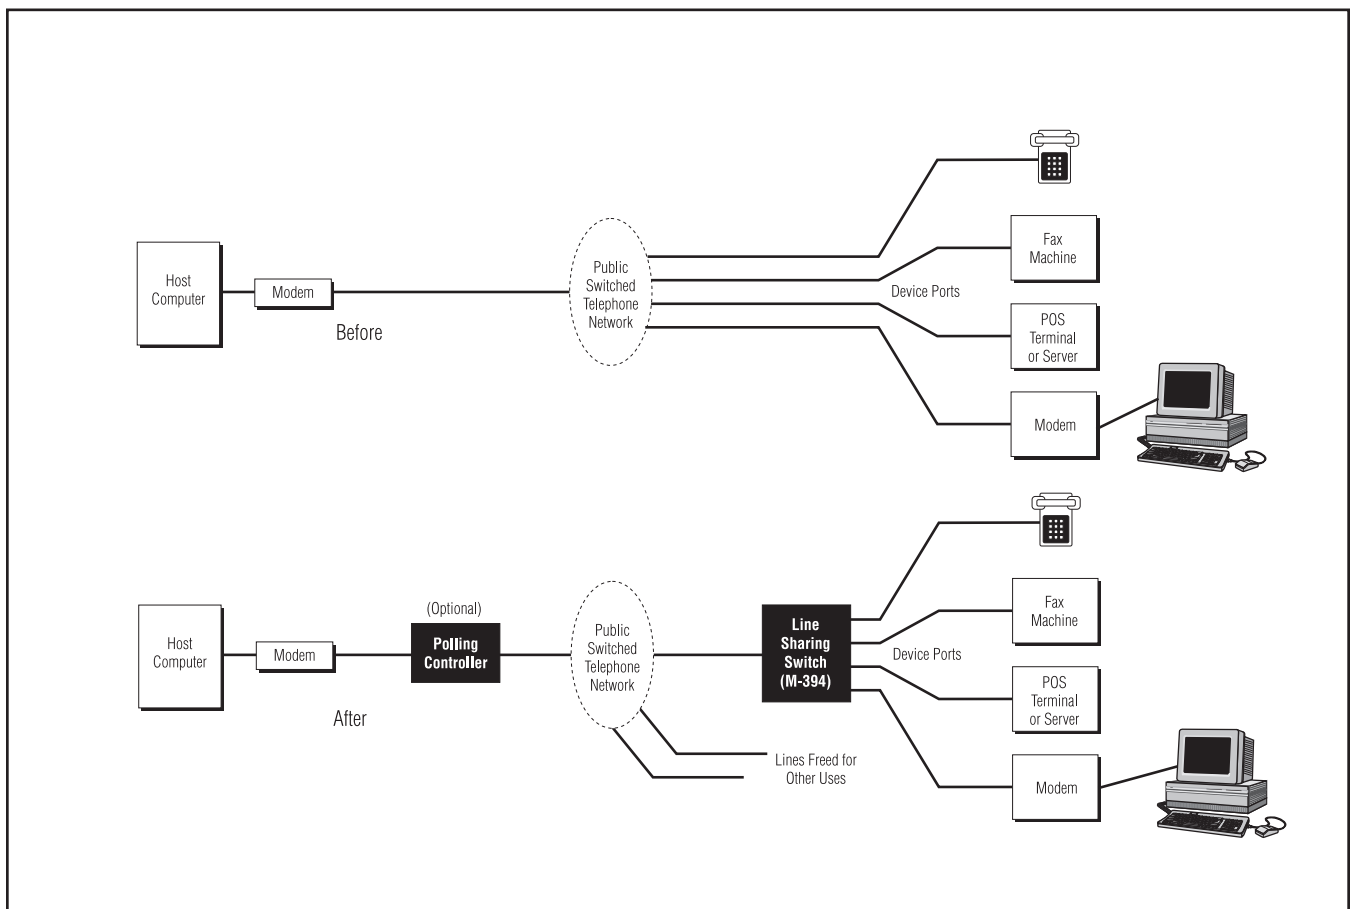 Host
Computer
Modem
Before
Public
Switched
Telephone
Network
Device Ports
Fax
Machine
POS
Terminal
or Server
Modem
Host
Computer
Modem
After
(Optional)
Polling
Controller
Public
Switched
Telephone
Network
Lines Freed for
Other Uses
Line
Sharing
Switch
(M-394)
Device Ports
Fax
Machine
POS
Terminal
or Server
Modem